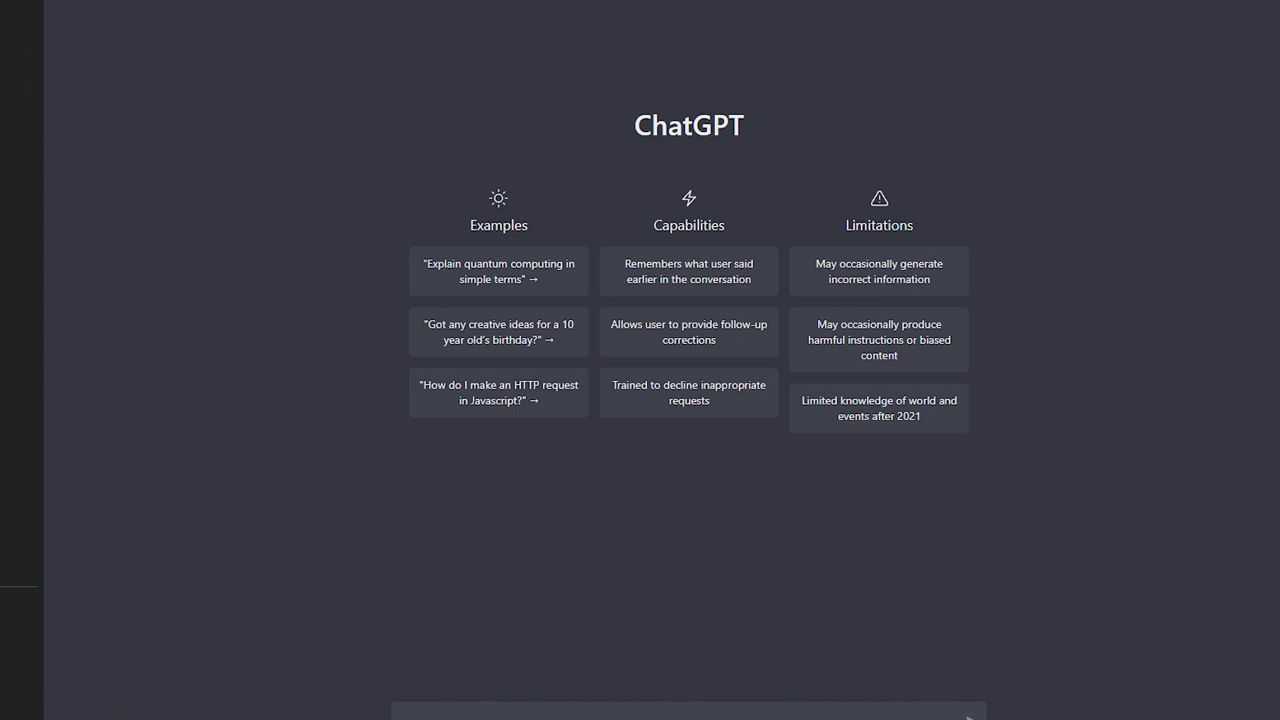 ChatGPT
Examples
"Explain quantum computing in
simple terms" →
"Got any creative ideas for a 10
year old's birthday?" →
"How do I make an HTTP request
in Javascript?" →
Capabilities
Remembers what user said
earlier in the conversation
Allows user to provide follow-up
corrections
Trained to decline inappropriate
requests
Limitations
May occasionally generate
incorrect information
May occasionally produce
harmful instructions or biased
content
Limited knowledge of world and
events after 2021